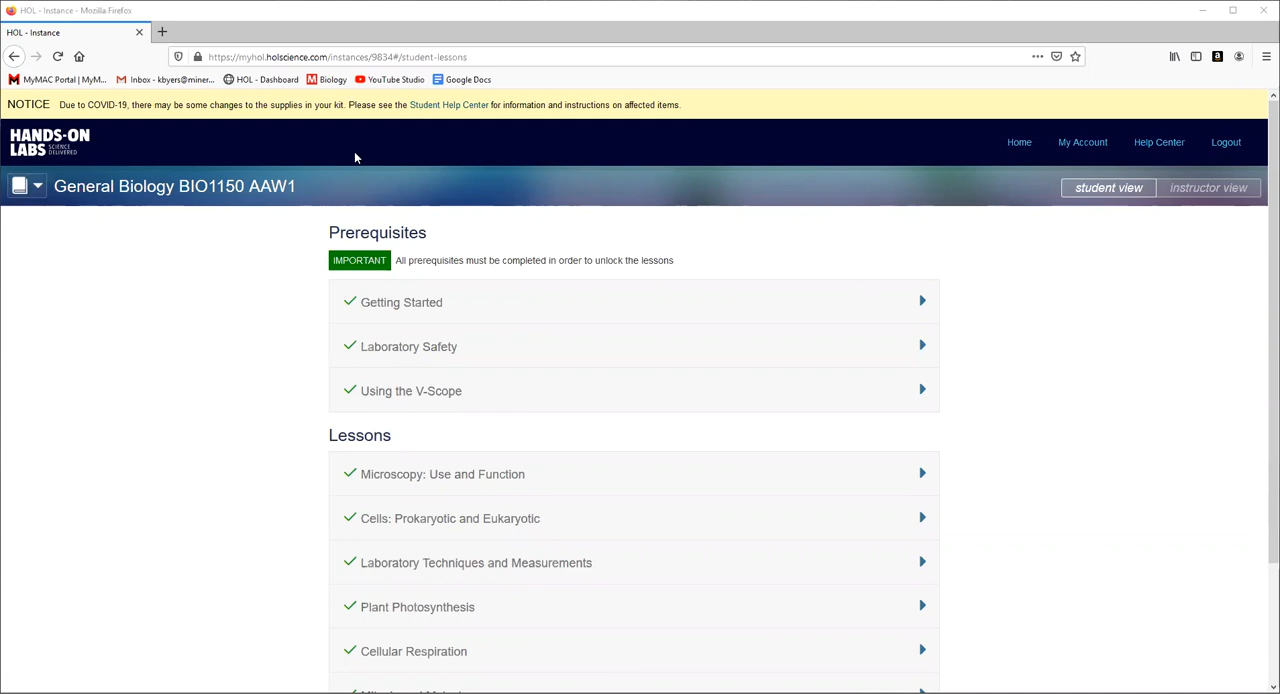 HOL - Instance - Mozilla Firefox
HOL - Instance
https://myhol.holscience.com/instances/9834#/student-lessons
MyMAC Portal | MyM... Inbox - kbyers@miner... HOL - Dashboard Biology YouTube Studio Google Docs
NOTICE Due to COVID-19, there may be some changes to the supplies in your kit. Please see the Student Help Center for information and instructions on affected items.
HANDS-ON
LABS SCIENCE DELIVERED
Home My Account Help Center Logout
General Biology BIO1150 AAW1
student view instructor view
Prerequisites
IMPORTANT All prerequisites must be completed in order to unlock the lessons
Getting Started
Laboratory Safety
Using the V-Scope
Lessons
Microscopy: Use and Function
Cells: Prokaryotic and Eukaryotic
Laboratory Techniques and Measurements
Plant Photosynthesis
Cellular Respiration